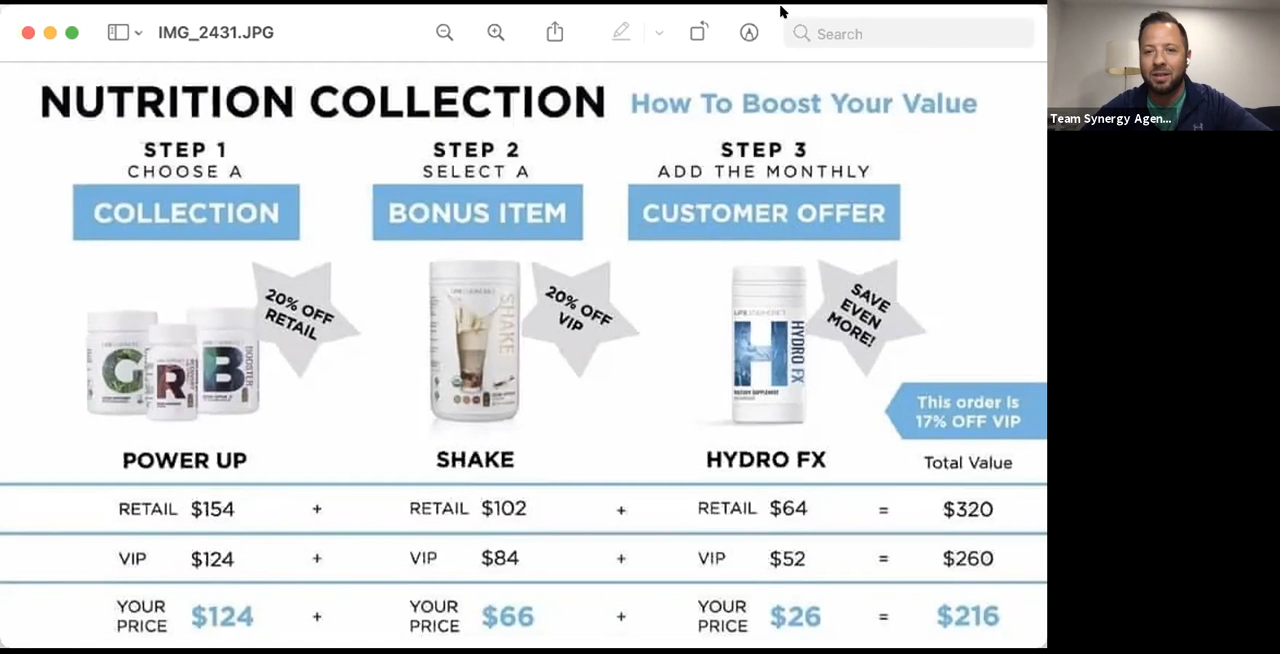 IMG_2431.JPG
Search
Team Synergy Agen...
NUTRITION COLLECTION
How To Boost Your Value
STEP 1
CHOOSE A
COLLECTION
STEP 2
SELECT A
BONUS ITEM
STEP 3
ADD THE MONTHLY
CUSTOMER OFFER
20% OFF
RETAIL
20% OFF
VIP
SAVE
EVEN
MORE!
G
R
B
BOOSTER
SHAKE
H
HYDRO FX
This order is
17% OFF VIP
POWER UP
SHAKE
HYDRO FX
Total Value
RETAIL $154 + RETAIL $102 + RETAIL $64 = $320
VIP $124 + VIP $84 + VIP $52 = $260
YOUR PRICE $124 + YOUR PRICE $66 + YOUR PRICE $26 = $216